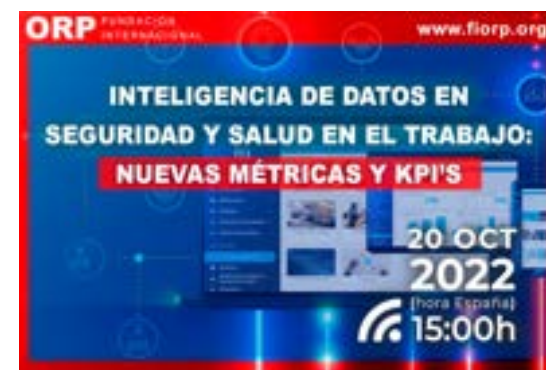 ORP FUNDACIÓN
INTERNACIONAL
www.fiorp.org
INTELIGENCIA DE DATOS EN
SEGURIDAD Y SALUD EN EL TRABAJO:
NUEVAS MÉTRICAS Y KPI'S
20 OCT
2022
(hora España)
15:00h